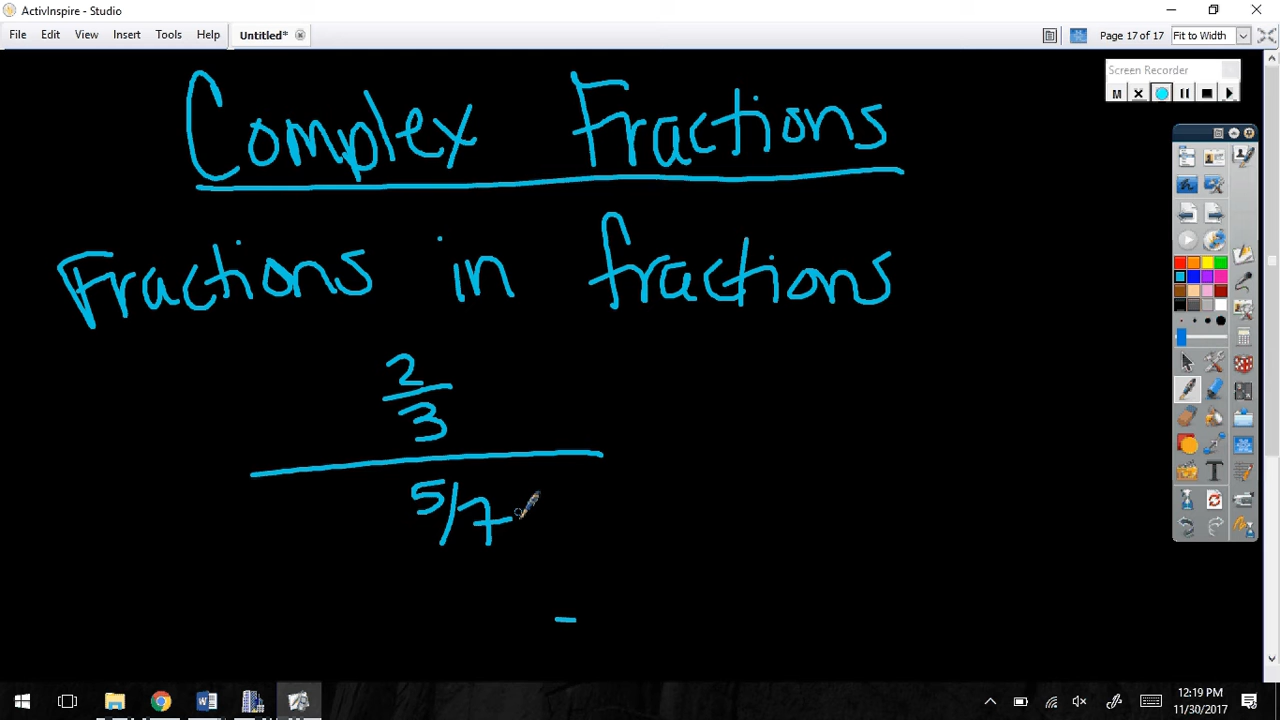 ActivInspire - Studio
File Edit View Insert Tools Help Untitled* Page 17 of 17 Fit to Width
Screen Recorder
M
Complex Fractions
Fractions in fractions
2
3
5/7
-
T
12:19 PM
11/30/2017